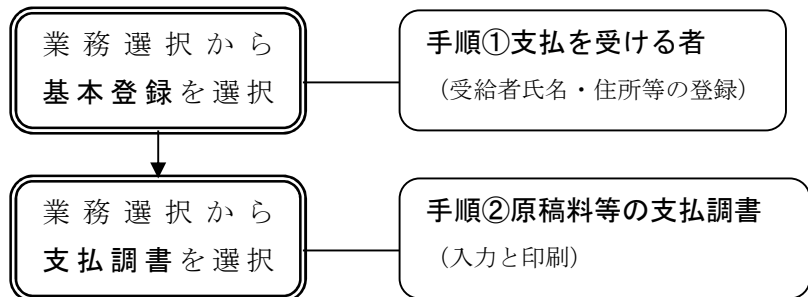 業務選択から
基本登録を選択
手順①支払を受ける者
(受給者氏名・住所等の登録)
業務選択から
支払調書を選択
手順②原稿料等の支払調書
(入力と印刷)